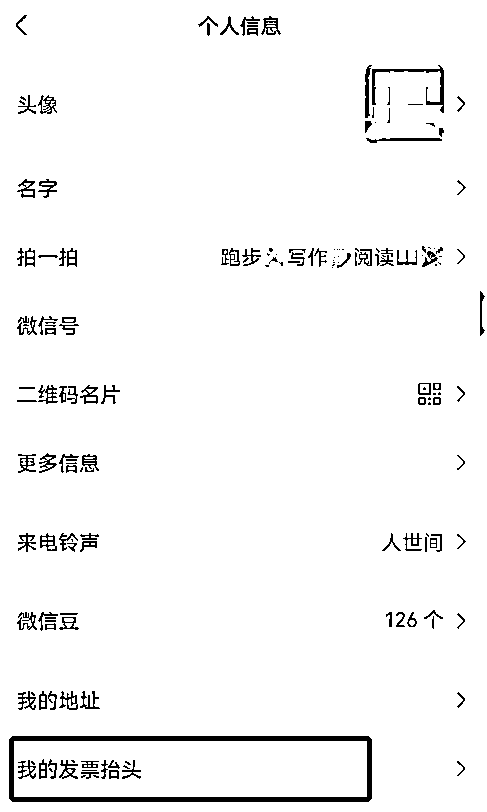 个人信息
头像
名字
拍一拍 跑步 写作 阅读
微信号
二维码名片
更多信息
来电铃声 人世间
微信豆 126 个
我的地址
我的发票抬头